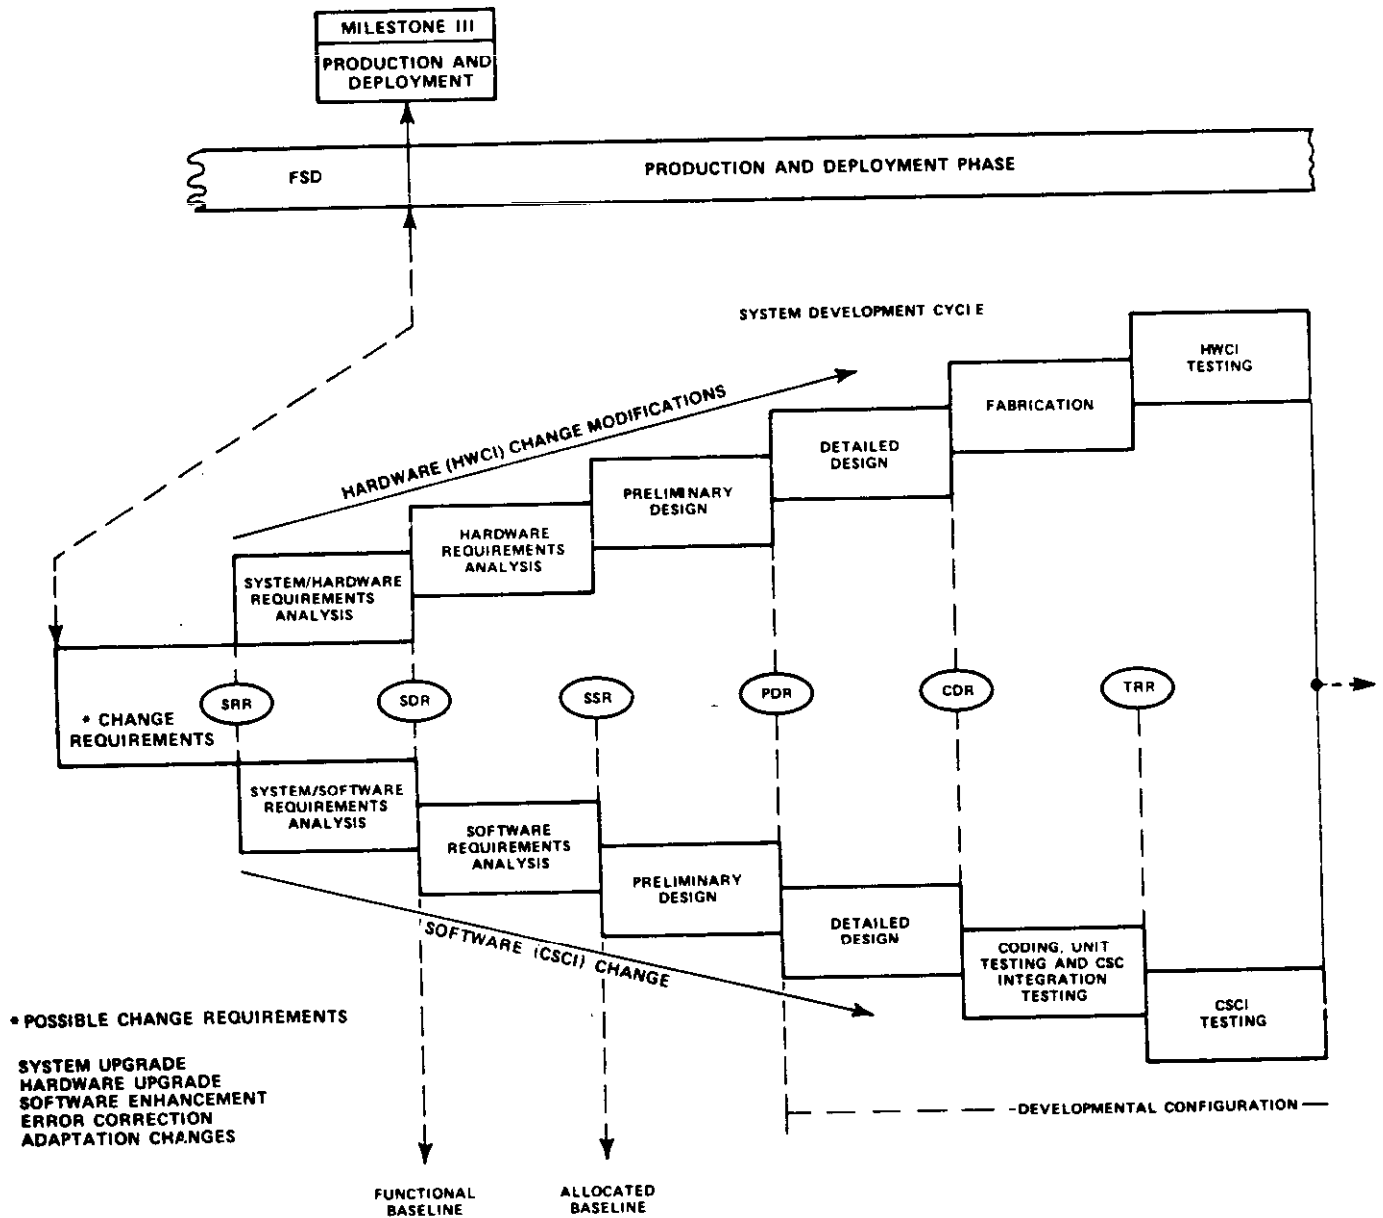 MILESTONE III
PRODUCTION AND
DEPLOYMENT
FSD
PRODUCTION AND DEPLOYMENT PHASE
SYSTEM DEVELOPMENT CYCLE
HWCI
TESTING
FABRICATION
HARDWARE (HWCI) CHANGE MODIFICATIONS
DETAILED
DESIGN
PRELIMINARY
DESIGN
HARDWARE
REQUIREMENTS
ANALYSIS
SYSTEM/HARDWARE
REQUIREMENTS
ANALYSIS
SRR
SDR
SSR
PDR
CDR
TRR
* CHANGE
REQUIREMENTS
SYSTEM/SOFTWARE
REQUIREMENTS
ANALYSIS
SOFTWARE
REQUIREMENTS
ANALYSIS
PRELIMINARY
DESIGN
DETAILED
DESIGN
CODING, UNIT
TESTING AND CSC
INTEGRATION
TESTING
CSCI
TESTING
SOFTWARE (CSCI) CHANGE
* POSSIBLE CHANGE REQUIREMENTS
SYSTEM UPGRADE
HARDWARE UPGRADE
SOFTWARE ENHANCEMENT
ERROR CORRECTION
ADAPTATION CHANGES
DEVELOPMENTAL CONFIGURATION
FUNCTIONAL
BASELINE
ALLOCATED
BASELINE